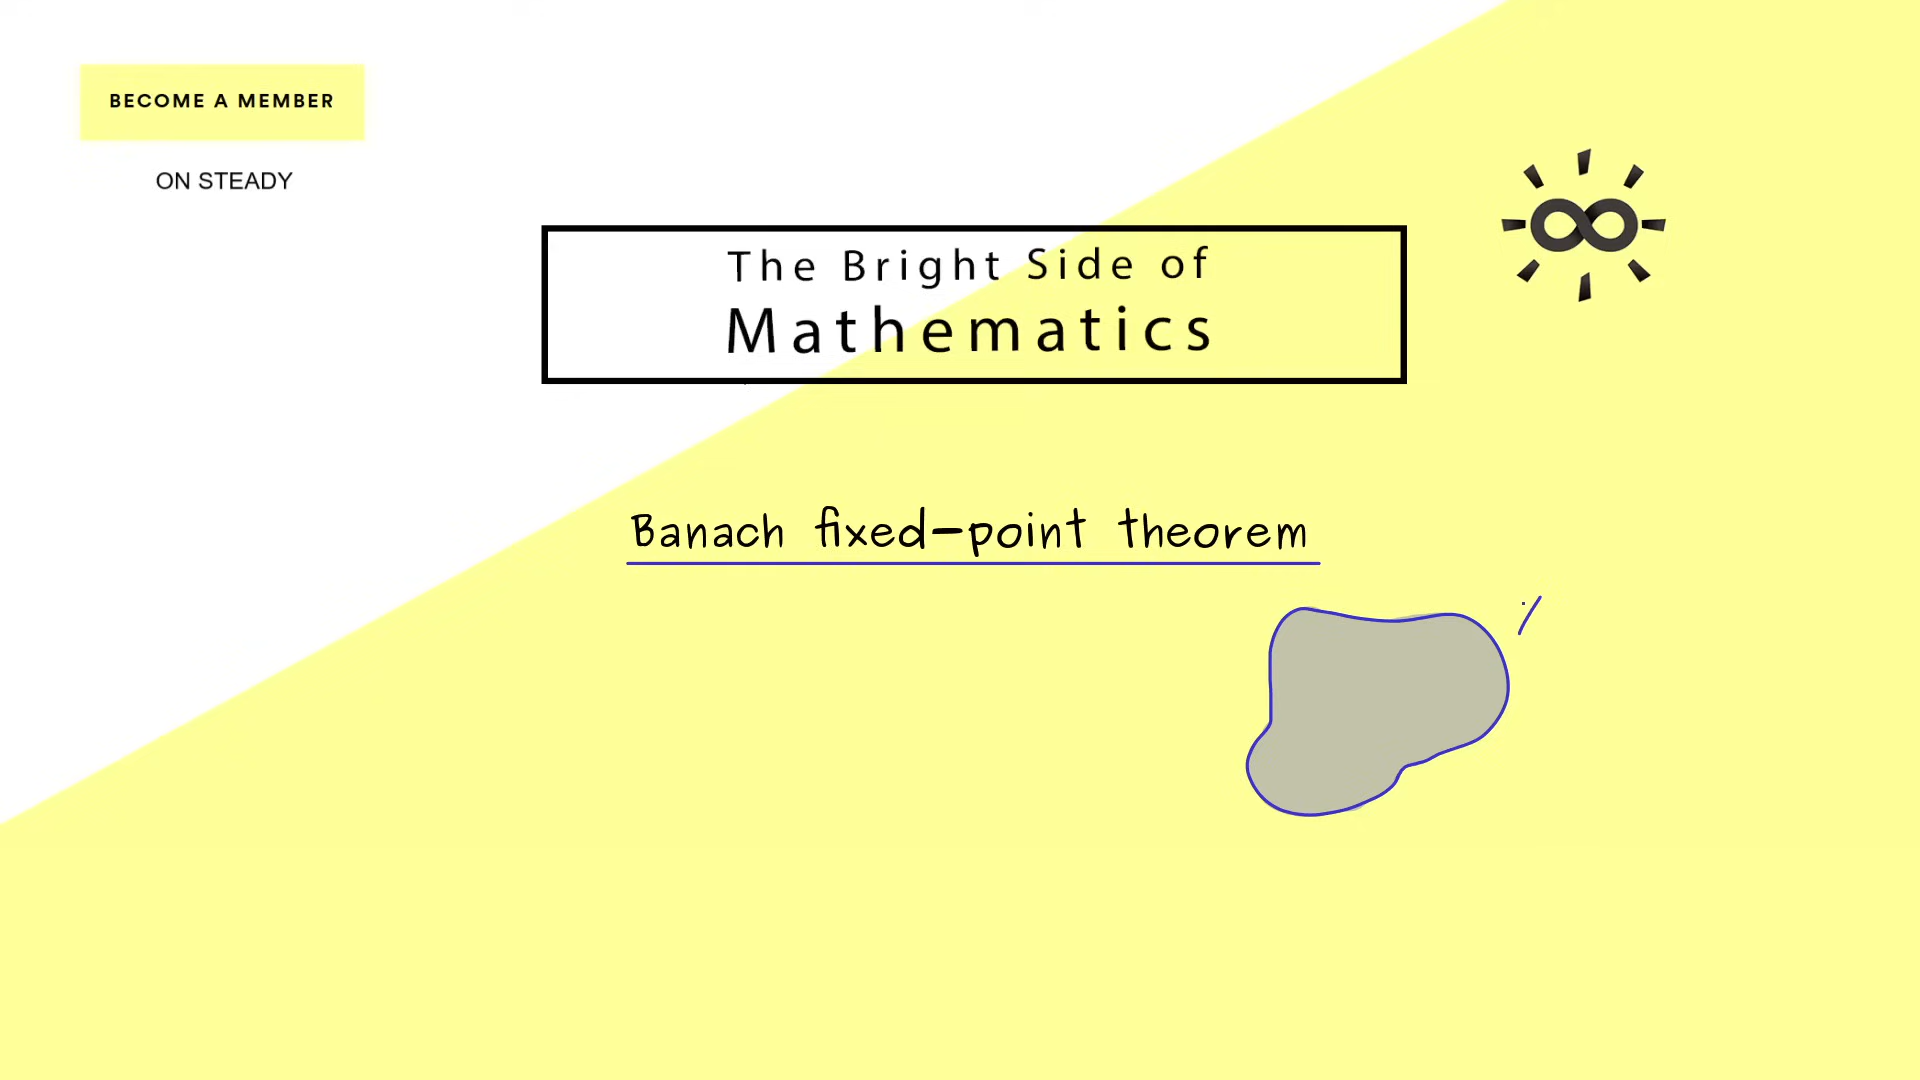 BECOME A MEMBER
ON STEADY
The Bright Side of
Mathematics
Banach fixed-point theorem